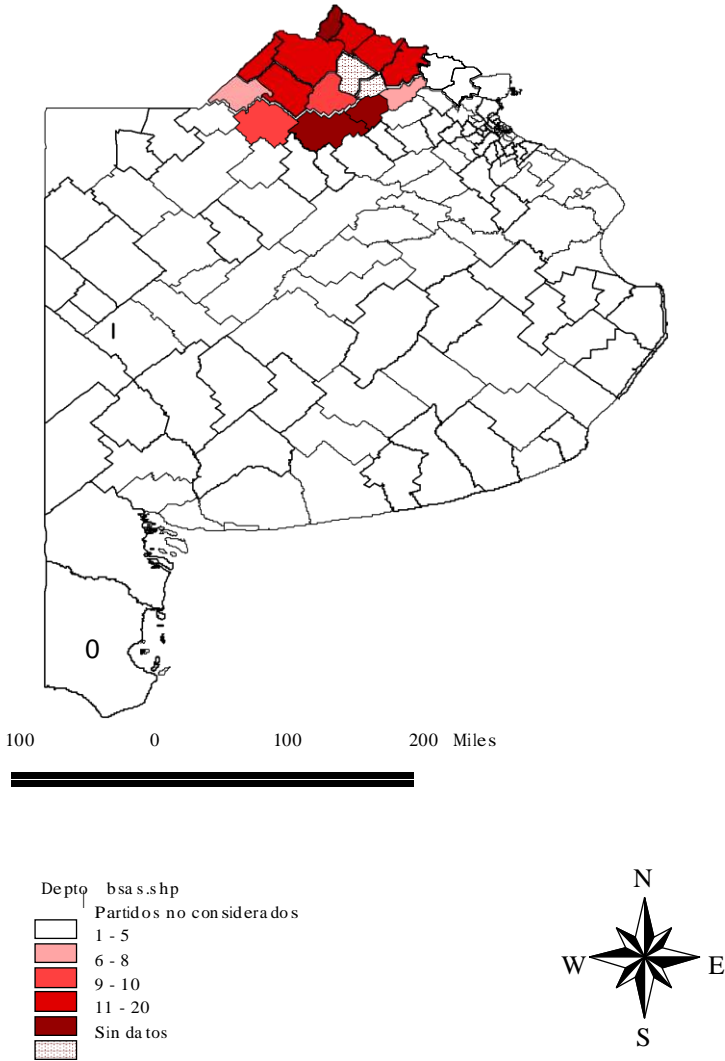 I
0
100 0 100 200 Miles
Depto bsas.shp
Partidos no considerados
1 - 5
6 - 8
9 - 10
11 - 20
Sin datos
N
W E
S